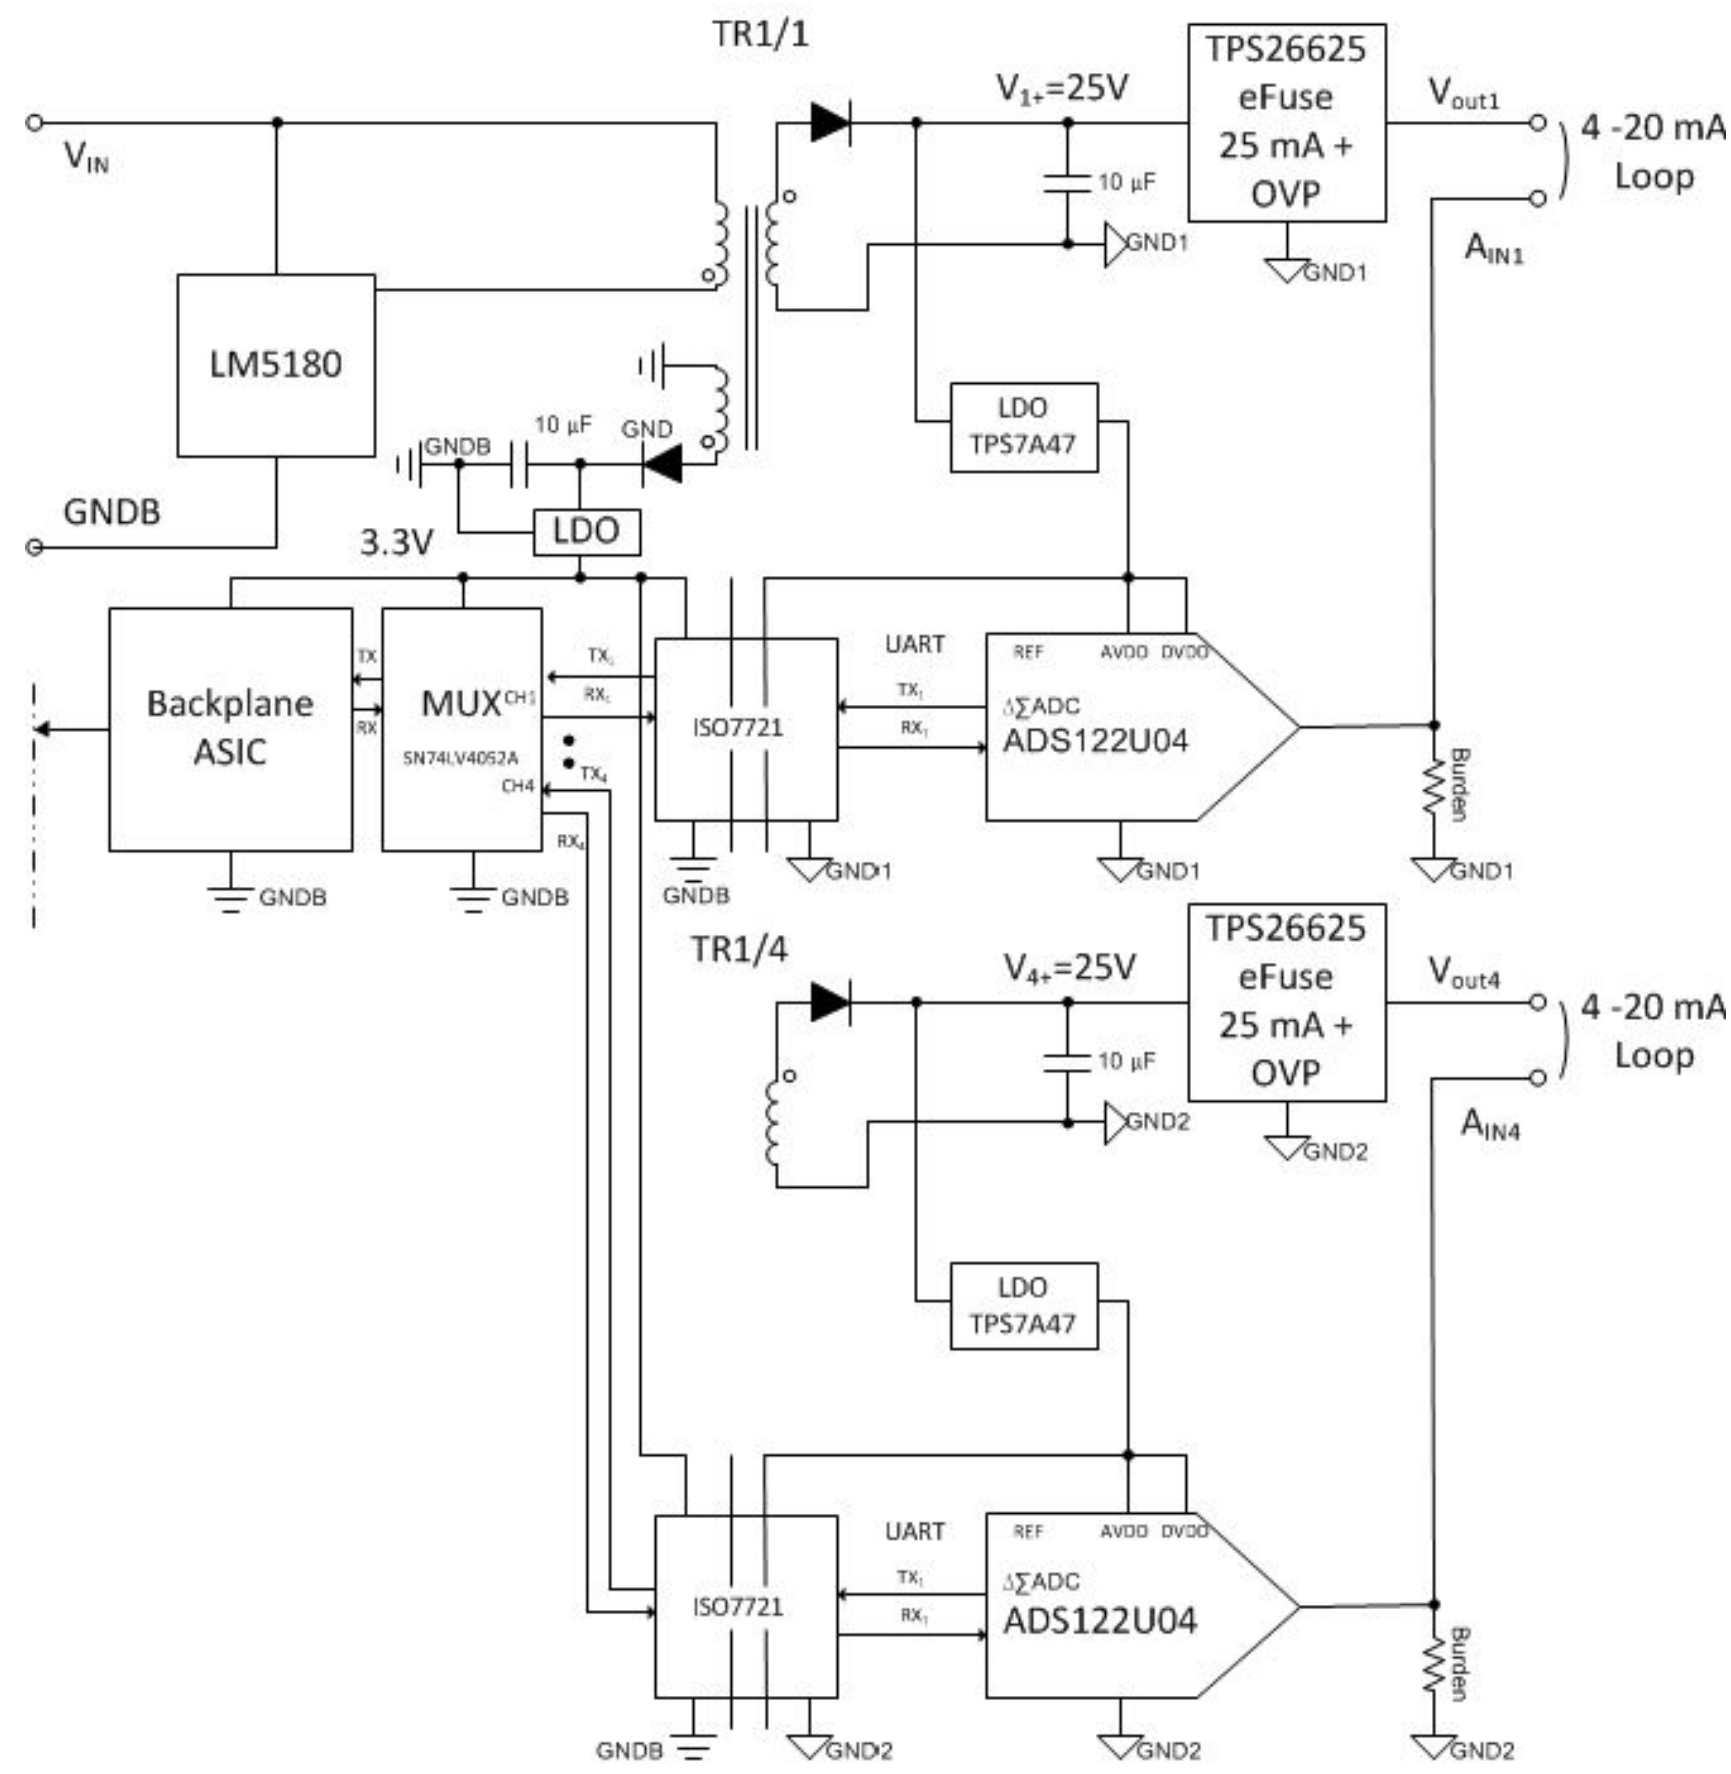 TR1/1
TPS26625
eFuse
25 mA +
OVP
V1+=25V
Vout1
4 -20 mA
Loop
VIN
10 µF
GND1
GND1
AIN1
LM5180
LDO
TPS7A47
10 µF
GND
GNDB
GNDB
LDO
3.3V
Backplane
ASIC
TX
RX
MUX
CH1
SN74LV4052A
CH4
TX1
RX1
TX4
RX4
ISO7721
UART
TX1
RX1
REF
AVDD
DVDD
∆∑ADC
ADS122U04
Burden
GNDB
GNDB
GNDB
GND1
GND1
GND1
TR1/4
TPS26625
eFuse
25 mA +
OVP
V4+=25V
Vout4
4 -20 mA
Loop
10 µF
GND2
GND2
AIN4
LDO
TPS7A47
ISO7721
UART
TX1
RX1
REF
AVDD
DVDD
∆∑ADC
ADS122U04
Burden
GNDB
GND2
GND2
GND2